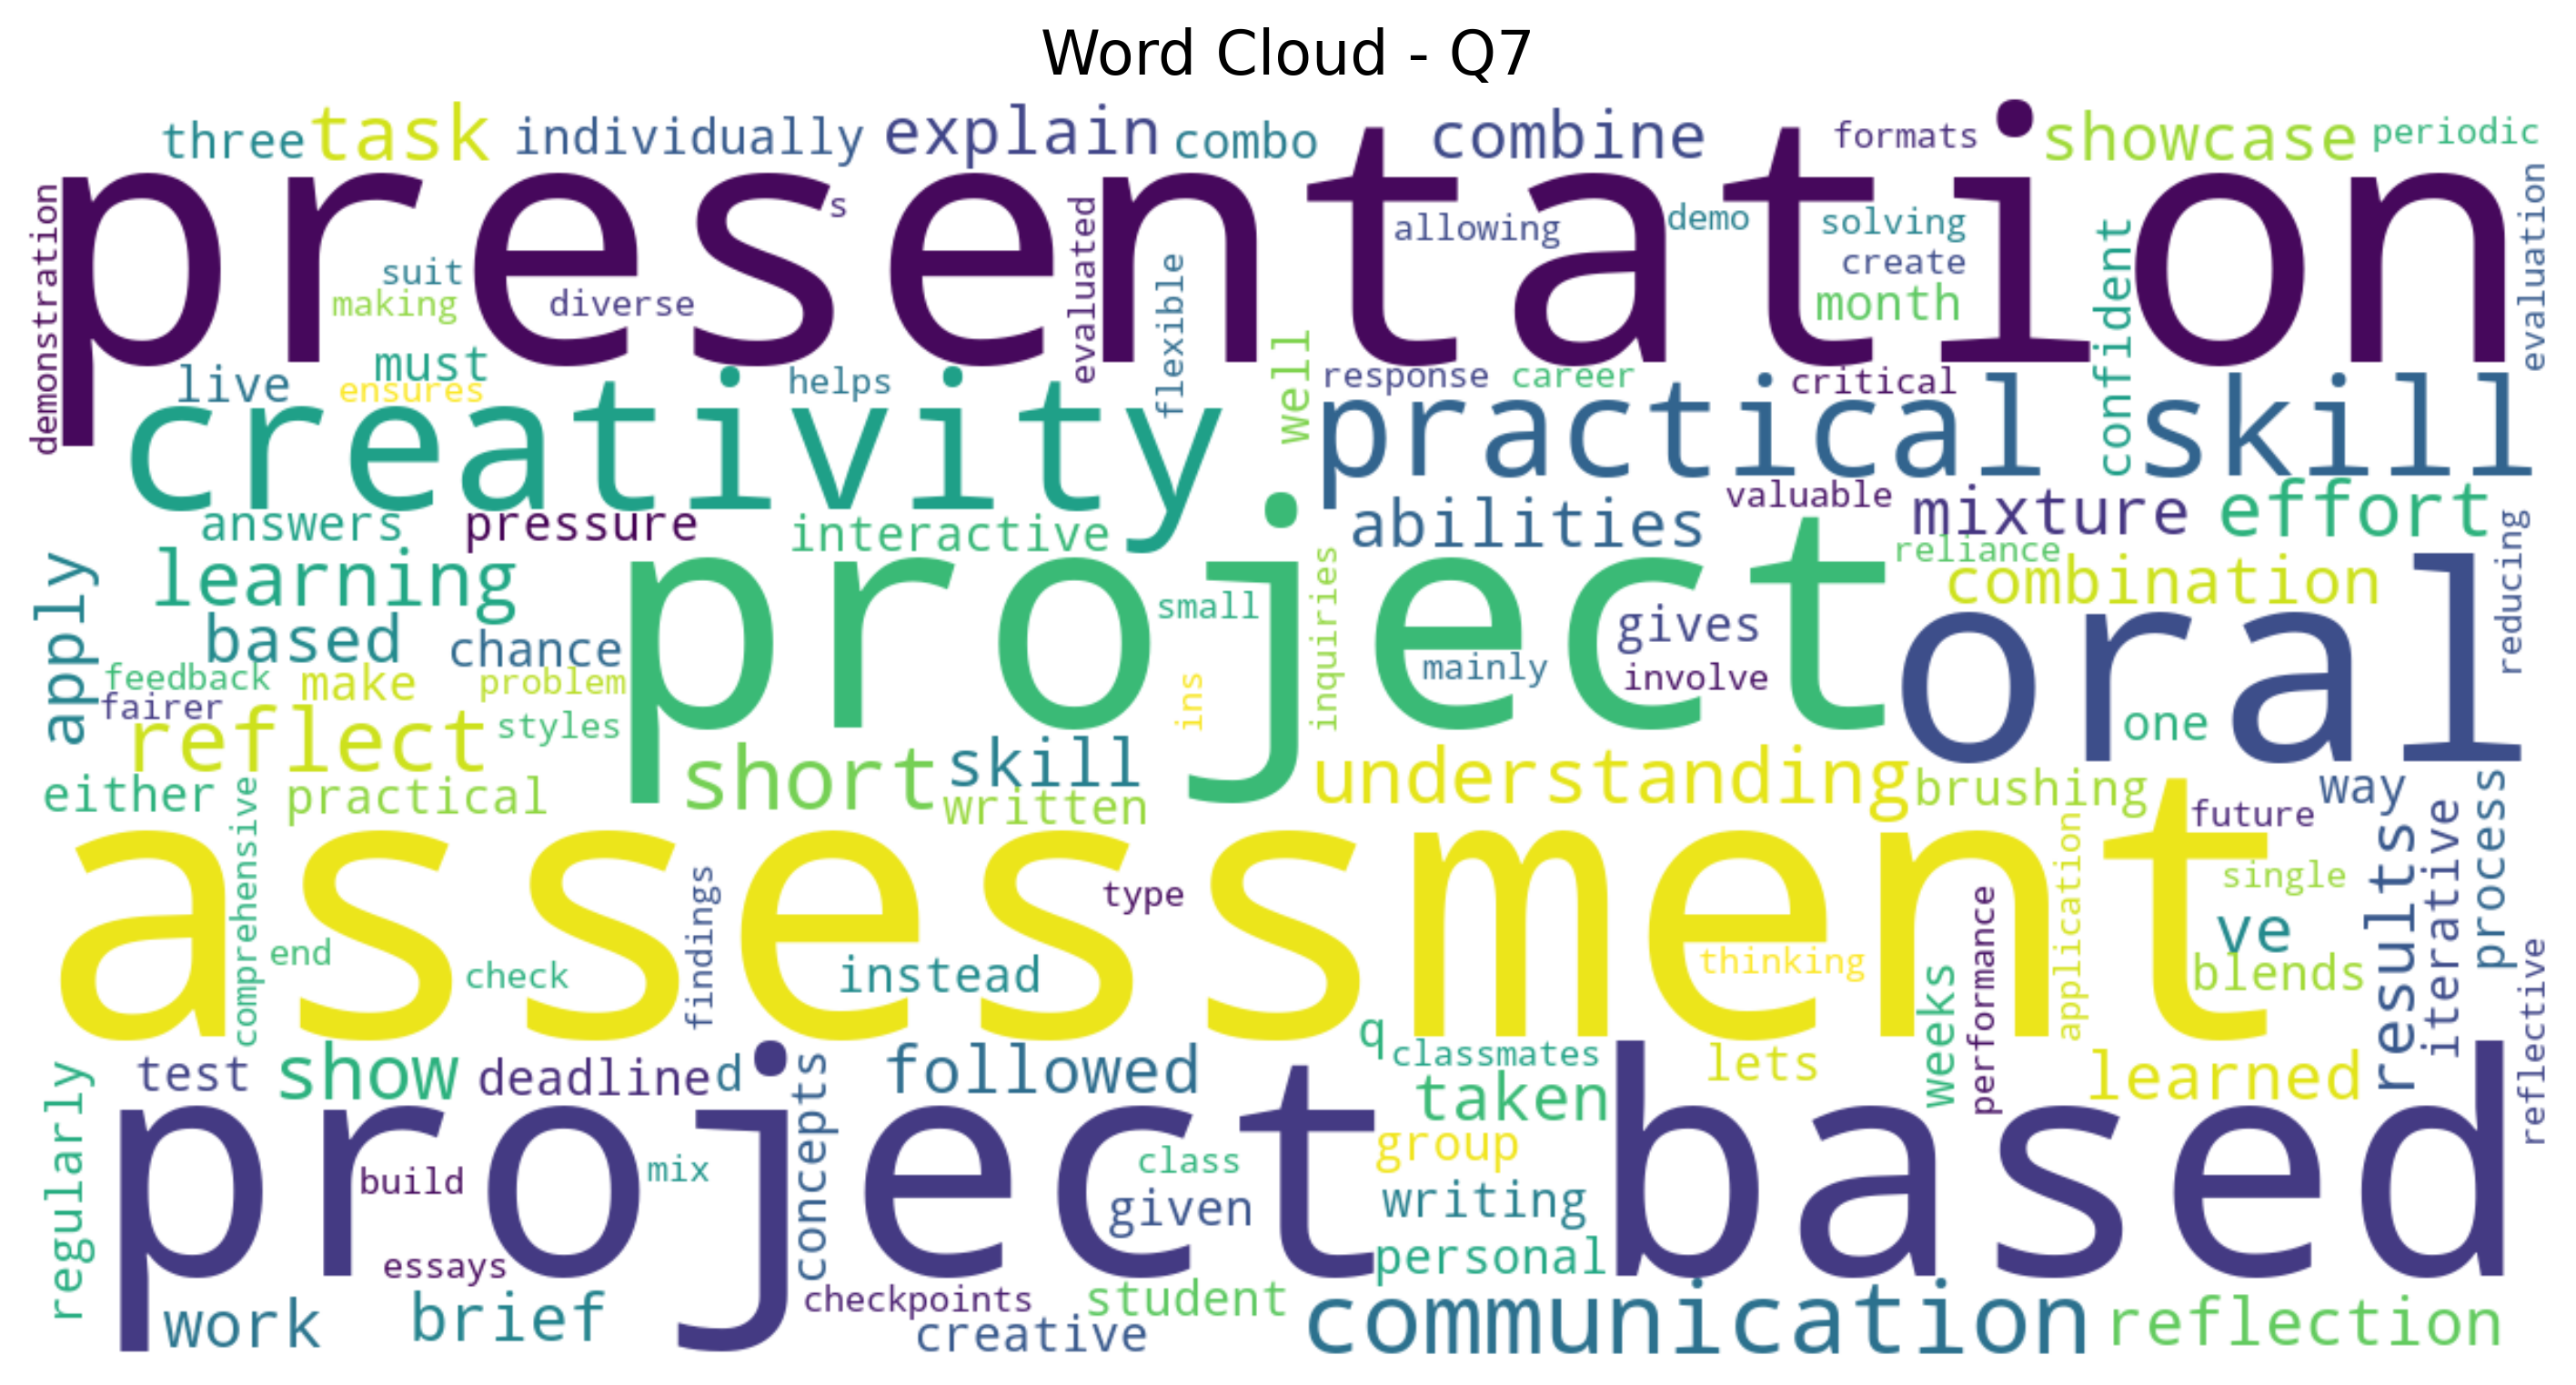 Word Cloud - Q7
three task individually explain combo combine formats showcase periodic
presentation
demonstration s evaluated allowing demo solving evaluation
suit flexible create confident
making diverse month
must well
live ensures helps response career critical
creativity practical skill
answers pressure interactive abilities valuable mixture effort
apply learning inquiries reliance combination reducing
project oral
based chance small gives
feedback make problem ins mainly involve
fairer reflect styles one
short skill understanding
either practical written brushing way process
comprehensive future results iterative
assessment
findings type application single
end check instead thinking weeks performance ve blends reflective
q
test show deadline d concepts followed classmates lets learned
regularly taken
project based
build mix class group
given writing
essays personal
work brief checkpoints student communication reflection
creative